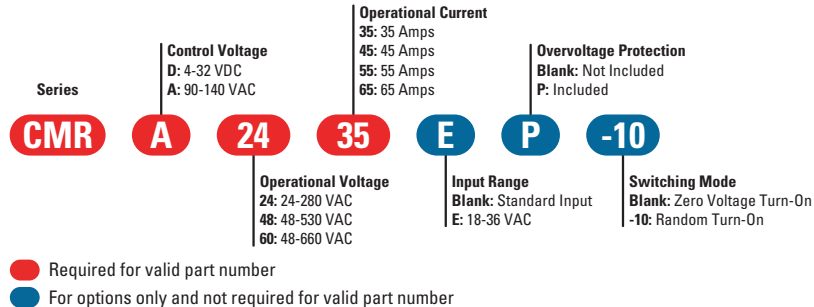 Operational Current
35: 35 Amps
45: 45 Amps
55: 55 Amps
65: 65 Amps
Control Voltage
D: 4-32 VDC
A: 90-140 VAC
Overvoltage Protection
Blank: Not Included
P: Included
Series
CMR A 24 35 E P -10
Operational Voltage
24: 24-280 VAC
48: 48-530 VAC
60: 48-660 VAC
Input Range
Blank: Standard Input
E: 18-36 VAC
Switching Mode
Blank: Zero Voltage Turn-On
-10: Random Turn-On
Required for valid part number
For options only and not required for valid part number